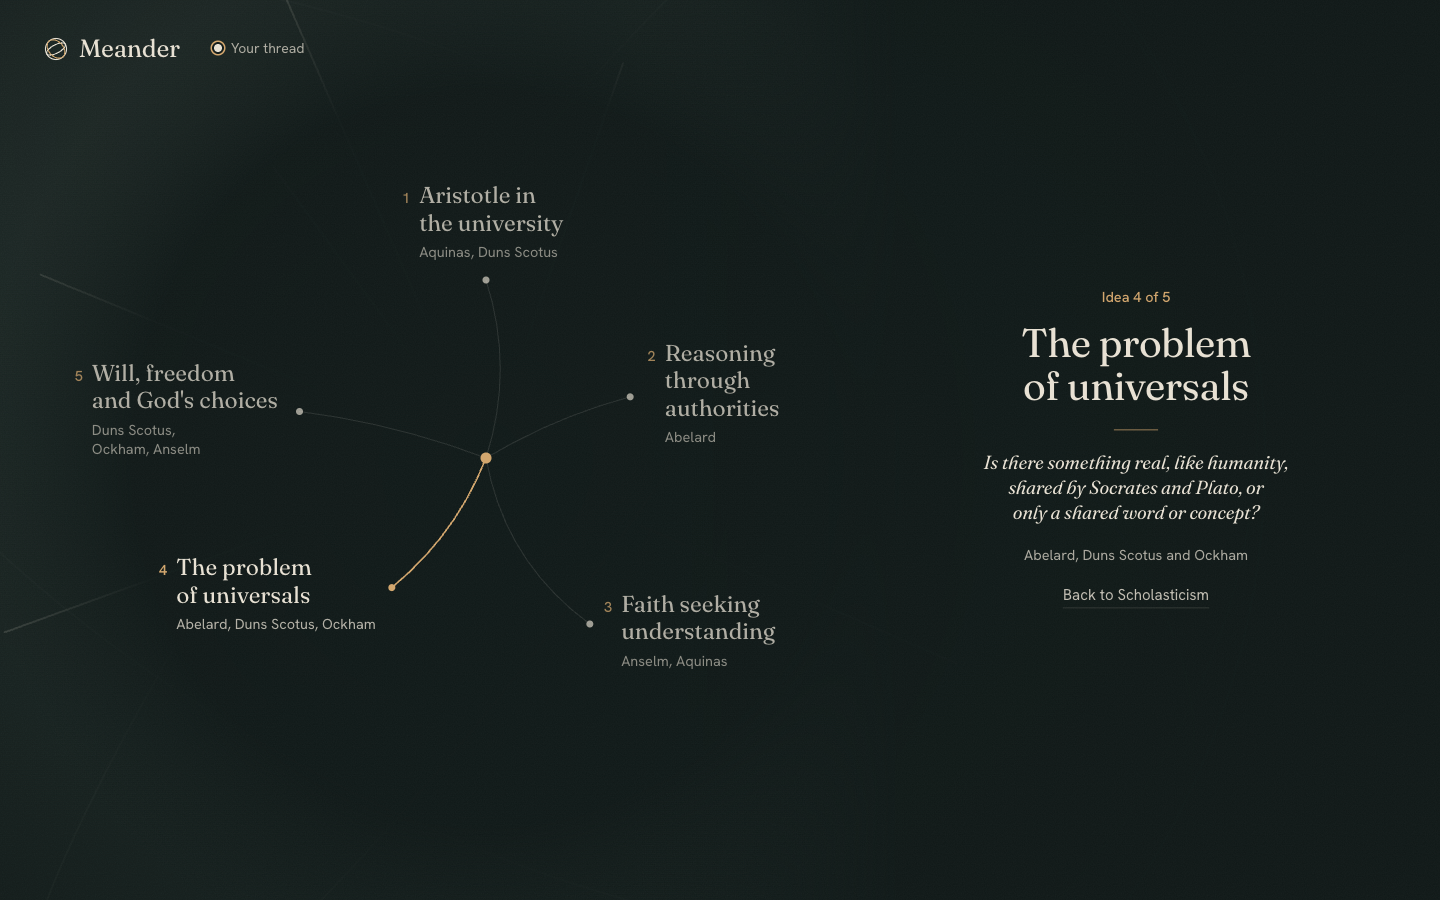 Meander
Your thread
1 Aristotle in
the university
Aquinas, Duns Scotus
2 Reasoning
through
authorities
Abelard
3 Faith seeking
understanding
Anselm, Aquinas
4 The problem
of universals
Abelard, Duns Scotus, Ockham
5 Will, freedom
and God's choices
Duns Scotus,
Ockham, Anselm
Idea 4 of 5
The problem
of universals
Is there something real, like humanity,
shared by Socrates and Plato, or
only a shared word or concept?
Abelard, Duns Scotus and Ockham
Back to Scholasticism